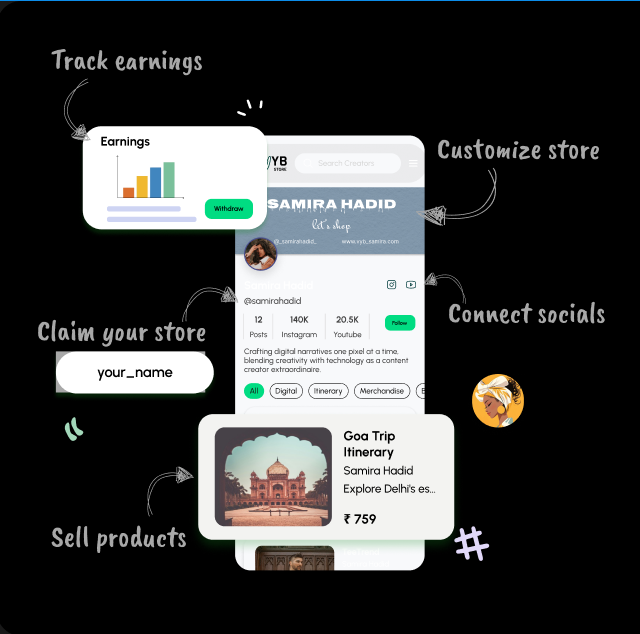 Track earnings
Earnings
Withdraw
YB
STORE
Search Creators
Customize store
SAMIRA HADID
let's shop
@_samirahadid_
www.vyb_samira.com
Samira Hadid
@samirahadid
12
Posts
140K
Instagram
20.5K
Youtube
Follow
Connect socials
Claim your store
your_name
Crafting digital narratives one pixel at a time,
blending creativity with technology as a content
creator extraordinaire.
All
Digital
Itinerary
Merchandise
Goa Trip
Itinerary
Samira Hadid
Explore Delhi's es...
₹ 759
Sell products
#